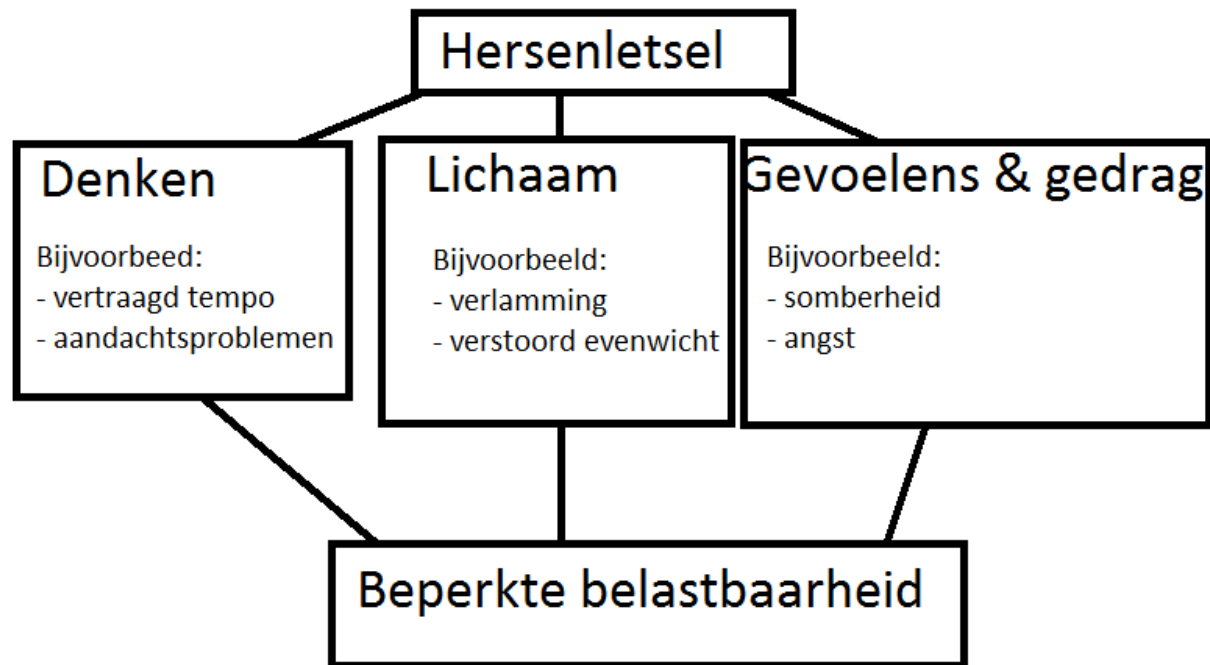 Hersenletsel
Denken
Bijvoorbeed:
- vertraagd tempo
- aandachtsproblemen
Lichaam
Bijvoorbeeld:
- verlamming
- verstoord evenwicht
Gevoelens & gedrag
Bijvoorbeeld:
- somberheid
- angst
Beperkte belastbaarheid